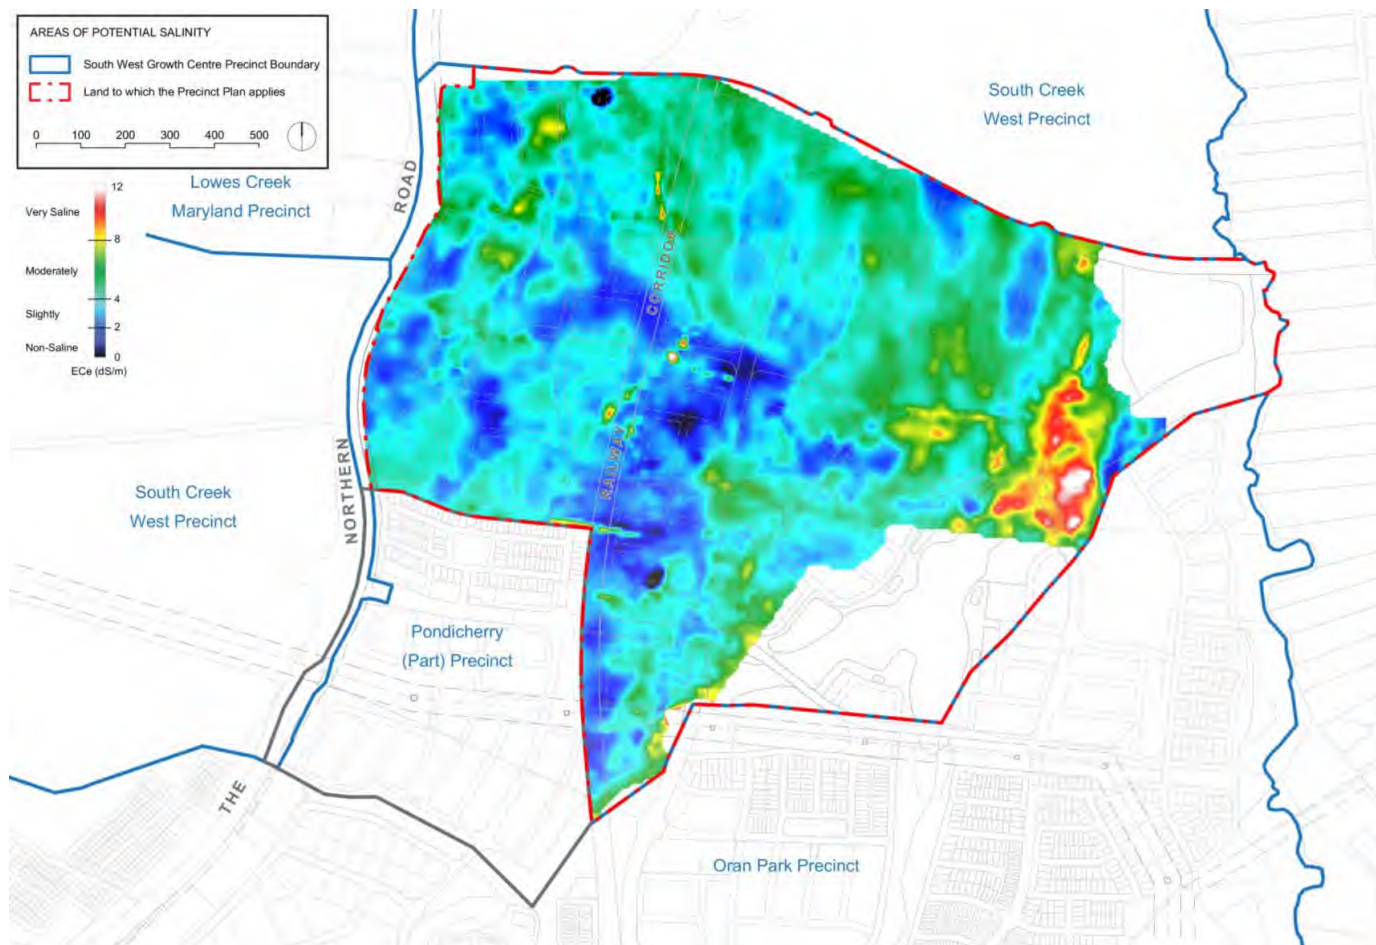 AREAS OF POTENTIAL SALINITY
South West Growth Centre Precinct Boundary
Land to which the Precinct Plan applies
0 100 200 300 400 500
South Creek
West Precinct
Lowes Creek
Maryland Precinct
ROAD
12
Very Saline
8
Moderately
4
Slightly
2
Non-Saline
0
ECe (dS/m)
CORRIDOR
RAILWAY
NORTHERN
South Creek
West Precinct
Pondicherry
(Part) Precinct
THE
Oran Park Precinct